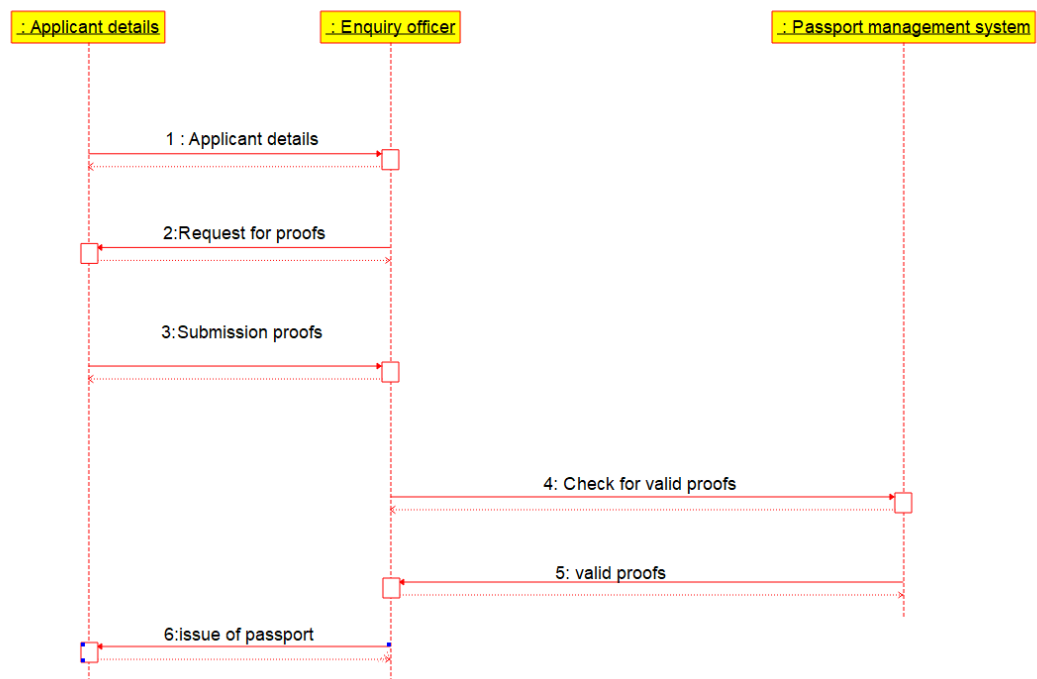 : Applicant details
: Enquiry officer
: Passport management system
1 : Applicant details
2:Request for proofs
3:Submission proofs
4: Check for valid proofs
5: valid proofs
6:issue of passport